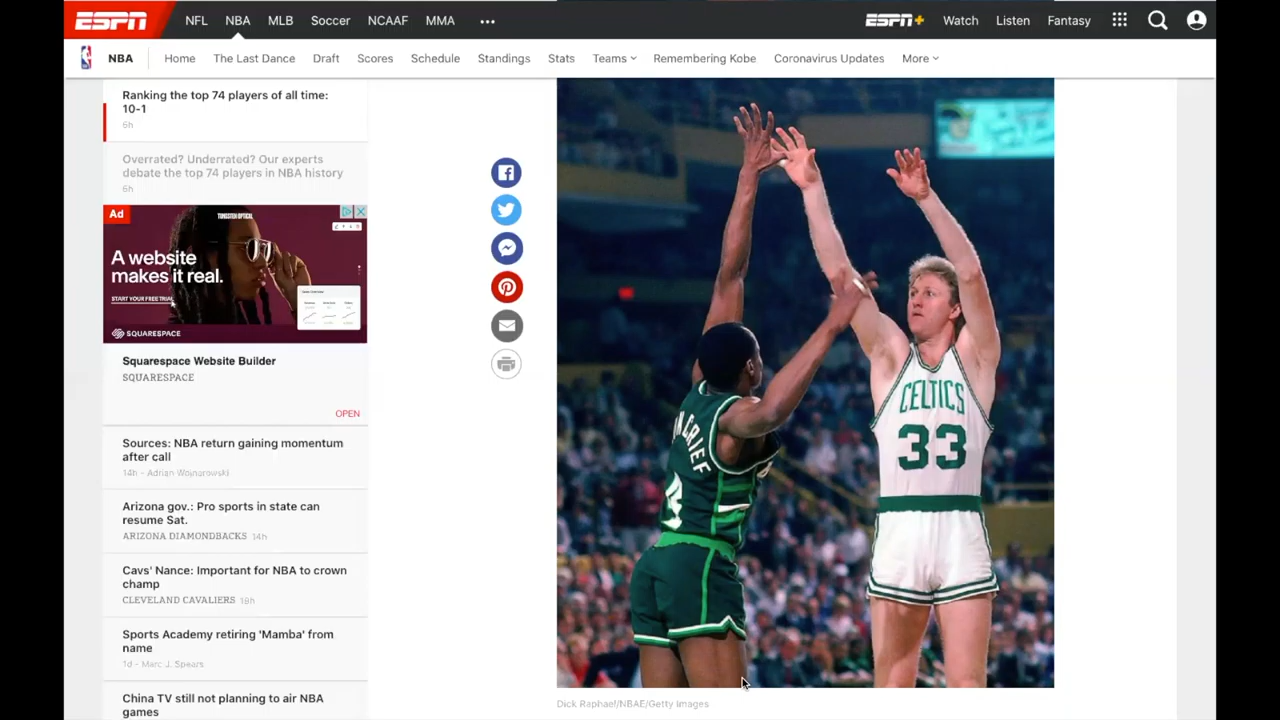 ESPN NFL NBA MLB Soccer NCAAF MMA ••• ESPN+ Watch Listen Fantasy
NBA Home The Last Dance Draft Scores Schedule Standings Stats Teams Remembering Kobe Coronavirus Updates More
Ranking the top 74 players of all time:
10-1
6h
Overrated? Underrated? Our experts
debate the top 74 players in NBA history
6h
Ad
TUNGSTEN OPTICAL
A website
makes it real.
START YOUR FREE TRIAL
SQUARESPACE
Squarespace Website Builder
SQUARESPACE
OPEN
Sources: NBA return gaining momentum
after call
14h - Adrian Wojnarowski
Arizona gov.: Pro sports in state can
resume Sat.
ARIZONA DIAMONDBACKS 14h
Cavs' Nance: Important for NBA to crown
champ
CLEVELAND CAVALIERS 19h
Sports Academy retiring 'Mamba' from
name
1d - Marc J. Spears
China TV still not planning to air NBA
games
CELTICS
33
Dick Raphael/NBAE/Getty Images